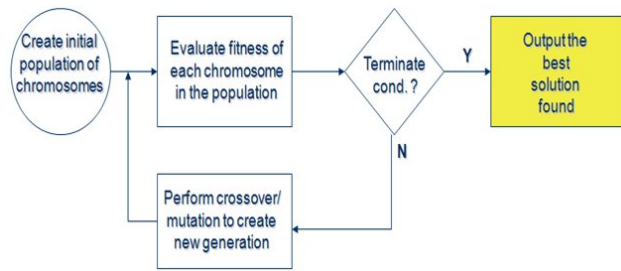 Create initial
population of
chromosomes
Evaluate fitness of
each chromosome
in the population
Terminate
cond. ?
Y
Output the
best
solution
found
N
Perform crossover/
mutation to create
new generation